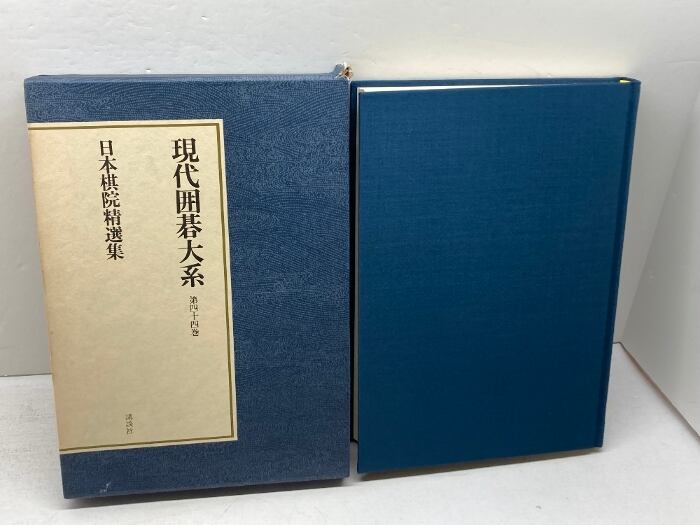 現代囲碁大系
第四十四巻
日本棋院精選集
講談社